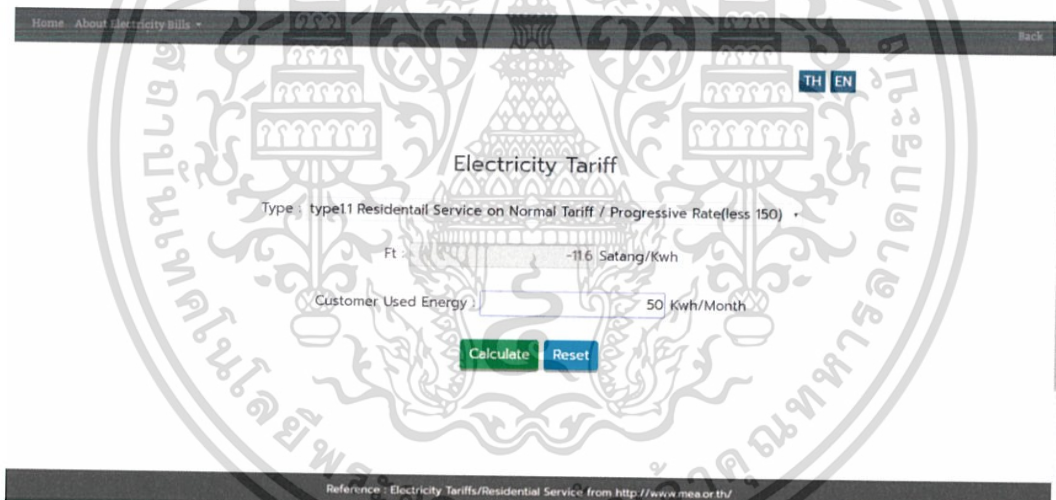 Home About Electricity Bills
Back
TH EN
Electricity Tariff
Type : type1.1 Residentail Service on Normal Tariff / Progressive Rate(less 150)
Ft : -11.6 Satang/Kwh
Customer Used Energy : 50 Kwh/Month
Calculate Reset
Reference : Electricity Tariffs/Residential Service from http://www.mea.or.th/